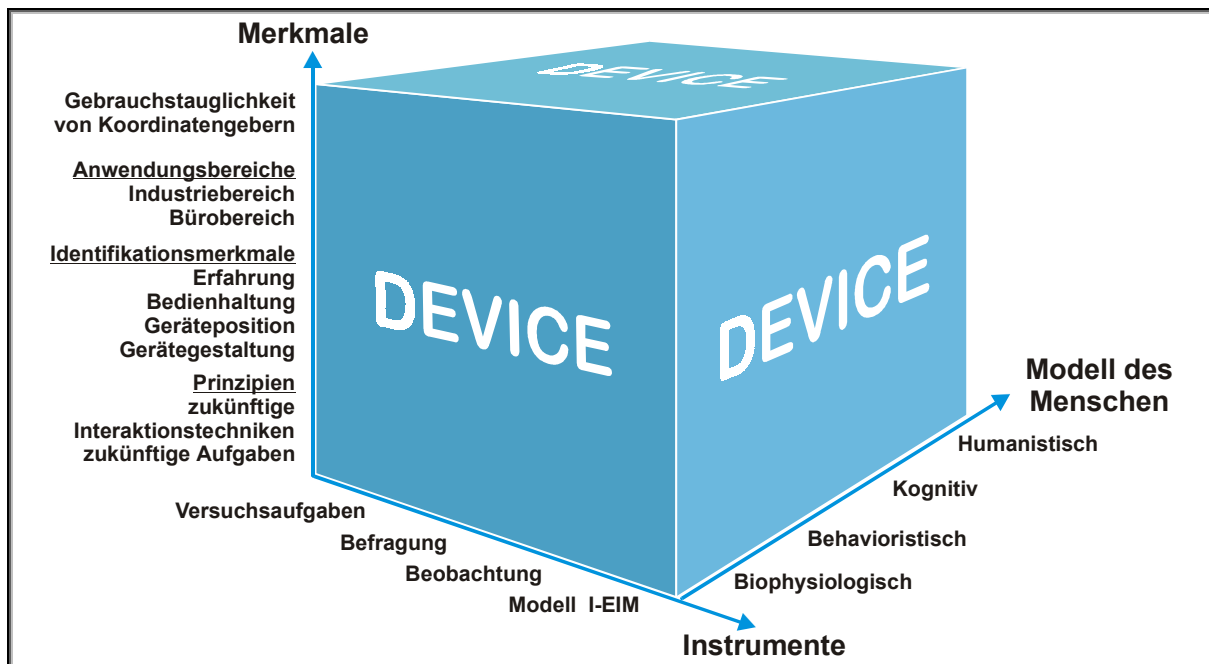 Merkmale
DEVICE
Gebrauchstauglichkeit
von Koordinatengebern
Anwendungsbereiche
Industriebereich
Bürobereich
Identifikationsmerkmale
Erfahrung
Bedienhaltung
Geräteposition
Gerätegestaltung
Prinzipien
zukünftige
Interaktionstechniken
zukünftige Aufgaben
DEVICE
DEVICE
Modell des
Menschen
Humanistisch
Kognitiv
Behavioristisch
Biophysiologisch
Versuchsaufgaben
Befragung
Beobachtung
Modell I-EIM
Instrumente